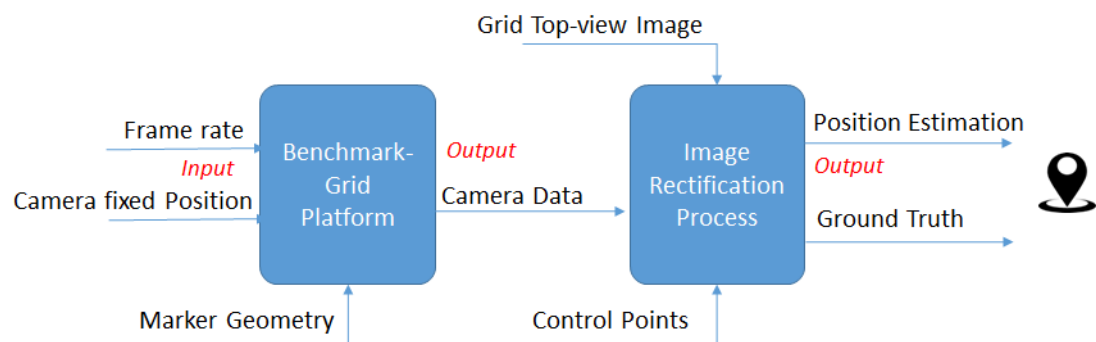 Grid Top-view Image
Frame rate
Input
Camera fixed Position
Benchmark-
Grid
Platform
Output
Camera Data
Image
Rectification
Process
Position Estimation
Output
Ground Truth
Marker Geometry
Control Points